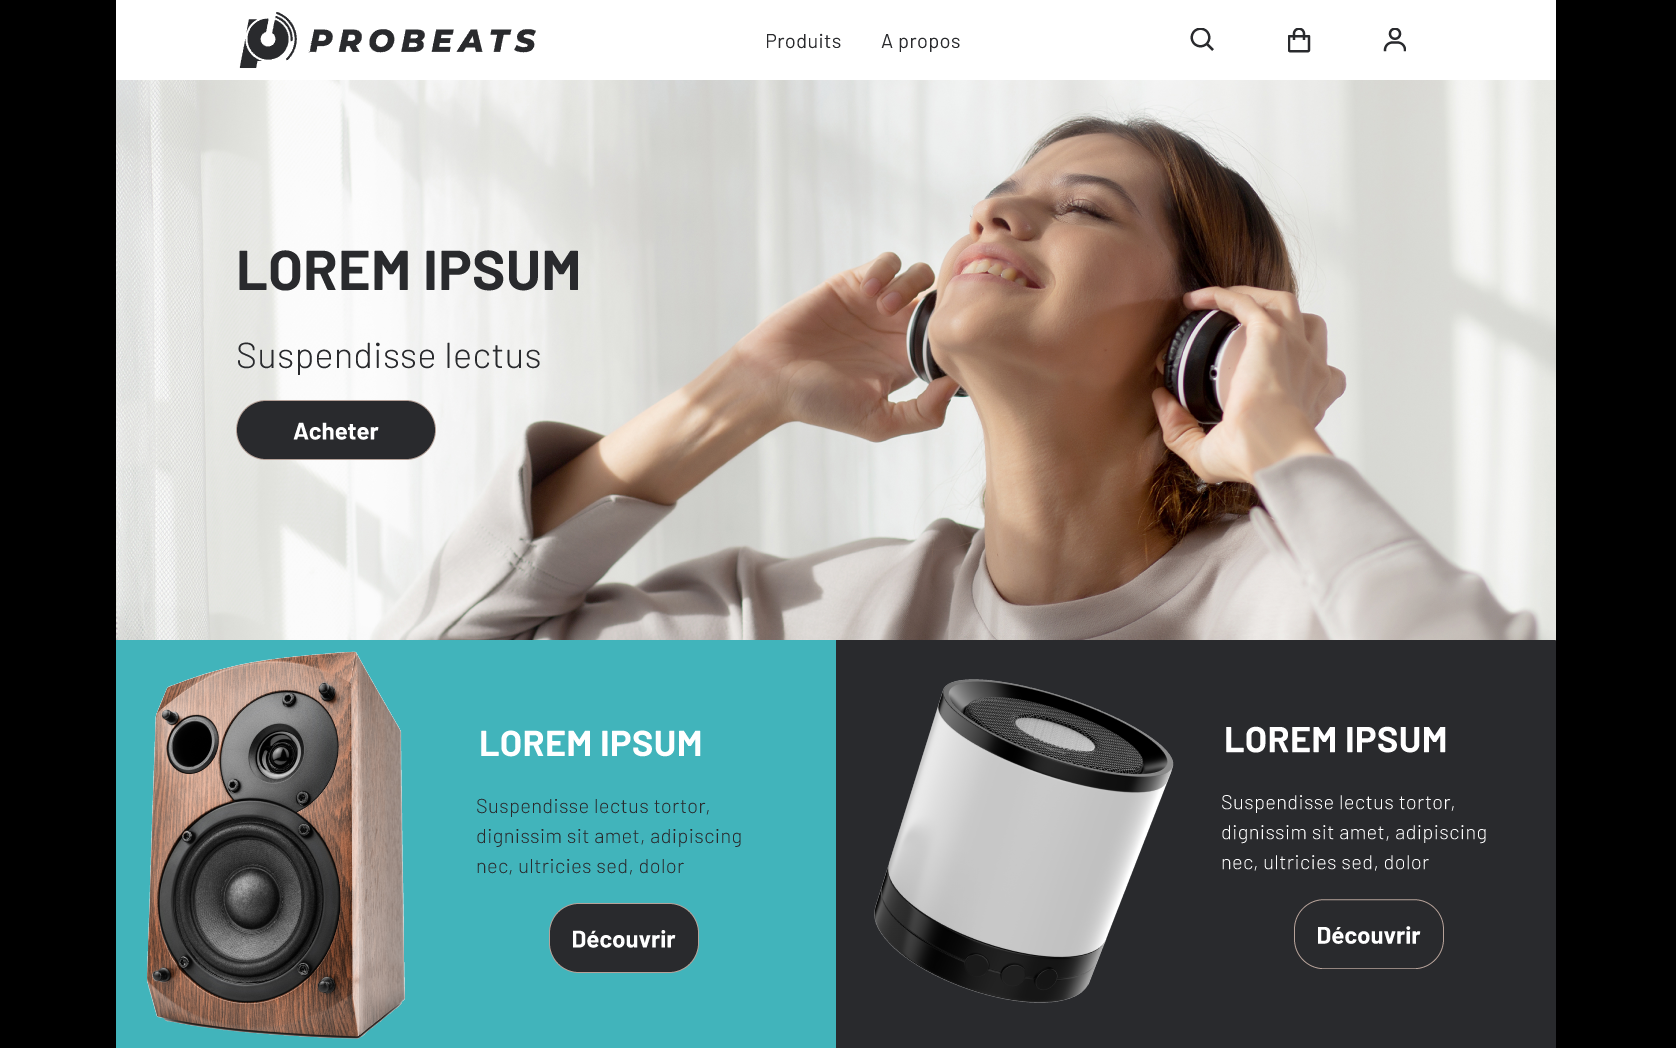 PROBEATS
Produits
A propos
LOREM IPSUM
Suspendisse lectus
Acheter
LOREM IPSUM
Suspendisse lectus tortor,
dignissim sit amet, adipiscing
nec, ultricies sed, dolor
Découvrir
LOREM IPSUM
Suspendisse lectus tortor,
dignissim sit amet, adipiscing
nec, ultricies sed, dolor
Découvrir